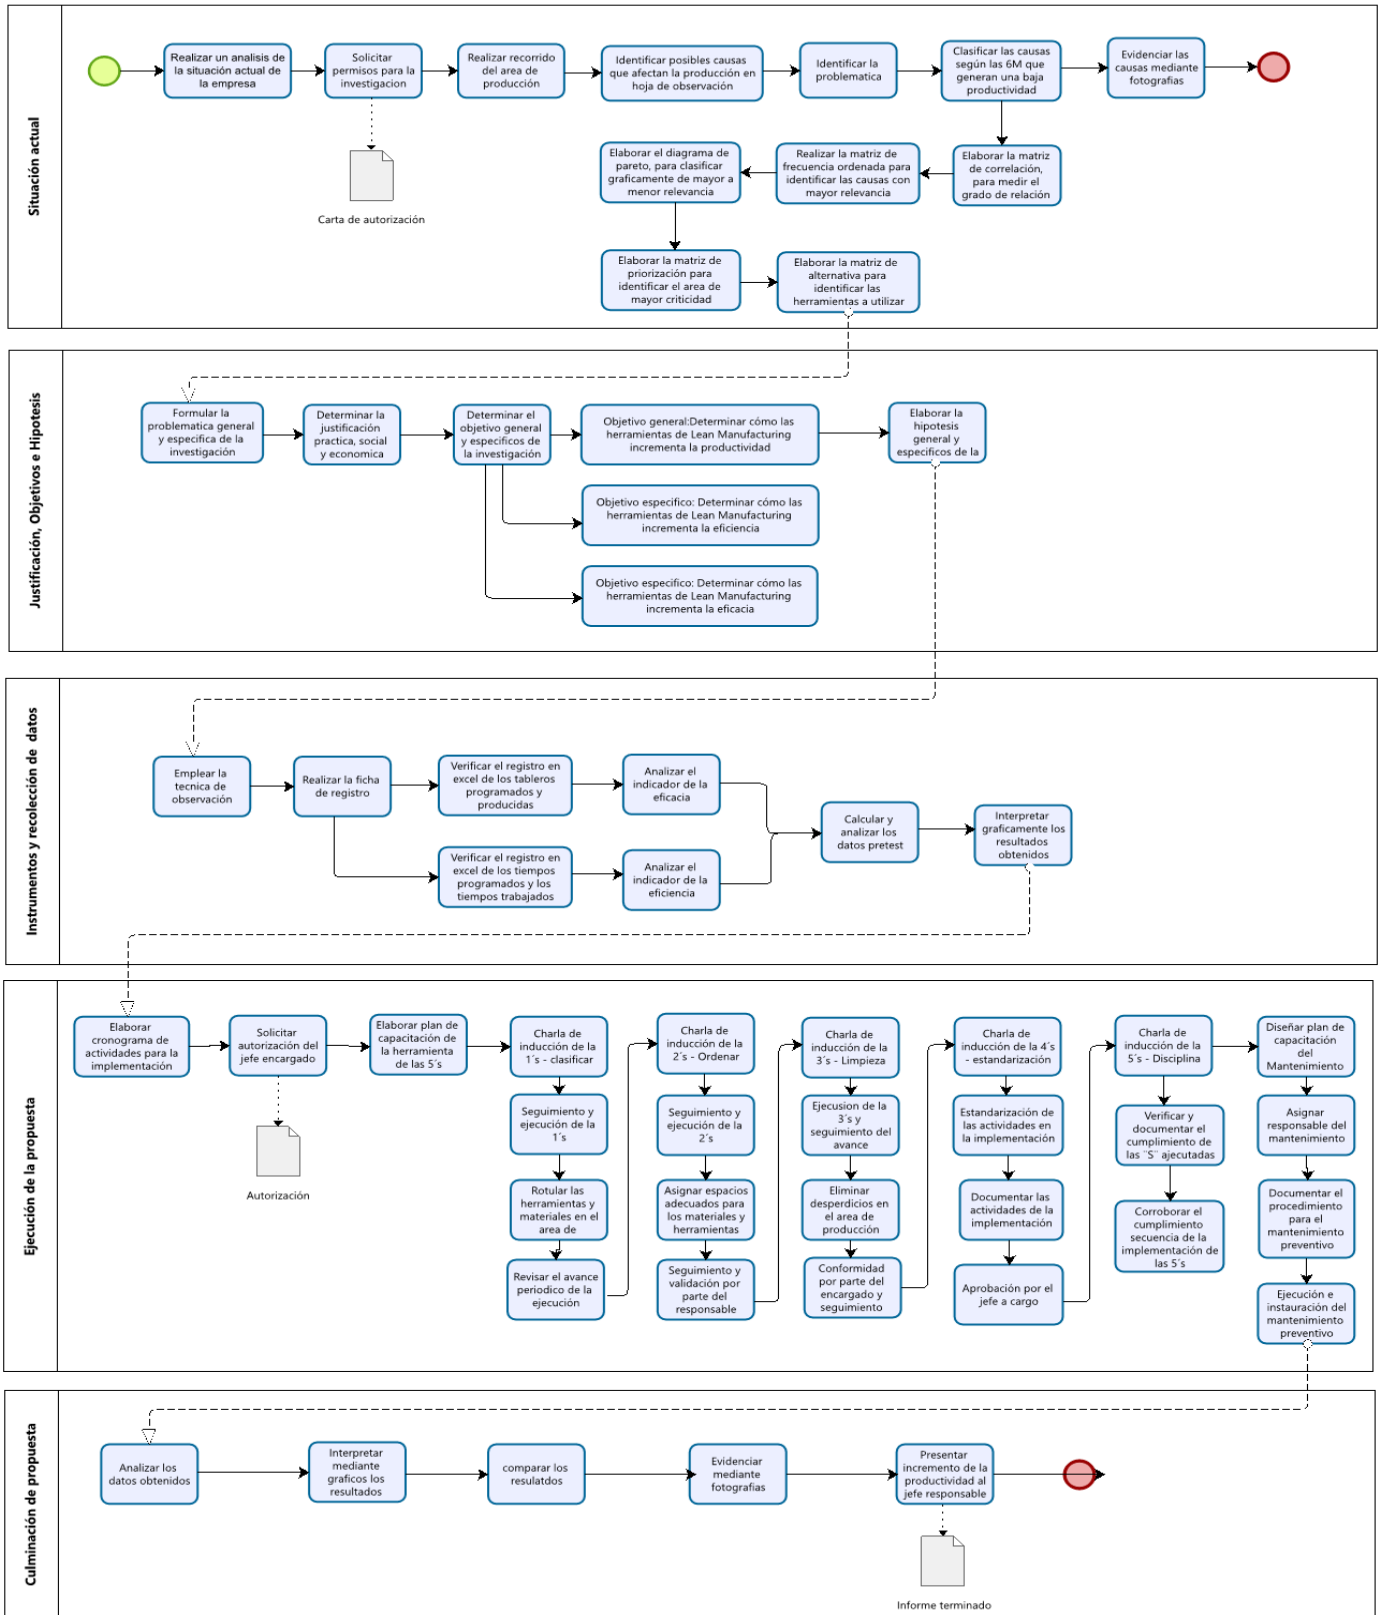 Situación actual
Realizar un analisis de
la situación actual de
la empresa
Solicitar
permisos para la
investigacion
Realizar recorrido
del area de
producción
Identificar posibles causas
que afectan la producción en
hoja de observación
Identificar la
problematica
Clasificar las causas
según las 6M que
generan una baja
productividad
Evidenciar las
causas mediante
fotografias
Carta de autorización
Elaborar el diagrama de
pareto, para clasificar
graficamente de mayor a
menor relevancia
Realizar la matriz de
frecuencia ordenada para
identificar las causas con
mayor relevancia
Elaborar la matriz
de correlación,
para medir el
grado de relación
Elaborar la matriz de
priorización para
identificar el area de
mayor criticidad
Elaborar la matriz de
alternativa para
identificar las
herramientas a utilizar
Justificación, Objetivos e Hipotesis
Formular la
problematica general
y especifica de la
investigación
Determinar la
justificación
practica, social
y economica
Determinar el
objetivo general
y especificos de
la investigación
Objetivo general:Determinar cómo las
herramientas de Lean Manufacturing
incrementa la productividad
Elaborar la
hipotesis
general y
especificos de la
Objetivo especifico: Determinar cómo las
herramientas de Lean Manufacturing
incrementa la eficiencia
Objetivo especifico: Determinar cómo las
herramientas de Lean Manufacturing
incrementa la eficacia
Instrumentos y recolección de datos
Emplear la
tecnica de
observación
Realizar la ficha
de registro
Verificar el registro en
excel de los tableros
programados y
producidas
Analizar el
indicador de la
eficacia
Calcular y
analizar los
datos pretest
Interpretar
graficamente los
resultados
obtenidos
Verificar el registro en
excel de los tiempos
programados y los
tiempos trabajados
Analizar el
indicador de la
eficiencia
Ejecución de la propuesta
Elaborar
cronograma de
actividades para la
implementación
Solicitar
autorización del
jefe encargado
Elaborar plan de
capacitación de
la herramienta
de las 5´s
Charla de
inducción de la
1´s - clasificar
Charla de
inducción de la
2´s - Ordenar
Charla de
inducción de la
3´s - Limpieza
Charla de
inducción de la 4´s
- estandarización
Charla de
inducción de la
5´s - Disciplina
Diseñar plan de
capacitación
del
Mantenimiento
Autorización
Seguimiento y
ejecución de la
1´s
Seguimiento y
ejecución de la
2´s
Ejecusion de la
3´s y
seguimiento del
avance
Estandarización de
las actividades en
la implementación
Verificar y
documentar el
cumplimiento de
las ¨S¨ ajecutadas
Asignar
responsable del
mantenimiento
Rotular las
herramientas y
materiales en el
area de
Asignar espacios
adecuados para
los materiales y
herramientas
Eliminar
desperdicios en
el area de
producción
Documentar las
actividades de la
implementación
Corroborar el
cumplimiento
secuencia de la
implementación de
las 5´s
Documentar el
procedimiento
para el
mantenimiento
preventivo
Revisar el avance
periodico de la
ejecución
Seguimiento y
validación por
parte del
responsable
Conformidad
por parte del
encargado y
seguimiento
Aprobación por el
jefe a cargo
Ejecución e
instauración del
mantenimiento
preventivo
Culminación de propuesta
Analizar los
datos obtenidos
Interpretar
mediante
graficos los
resultados
comparar los
resulatdos
Evidenciar
mediante
fotografias
Presentar
incremento de la
productividad al
jefe responsable
Informe terminado